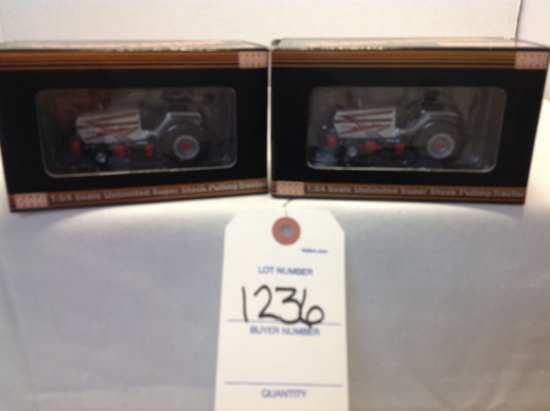 1:64 Scale Unlimited Super Stock Pulling Tractor
1:64 Scale Unlimited Super Stock Pulling Tractor
LOT NUMBER
1236
BUYER NUMBER
QUANTITY